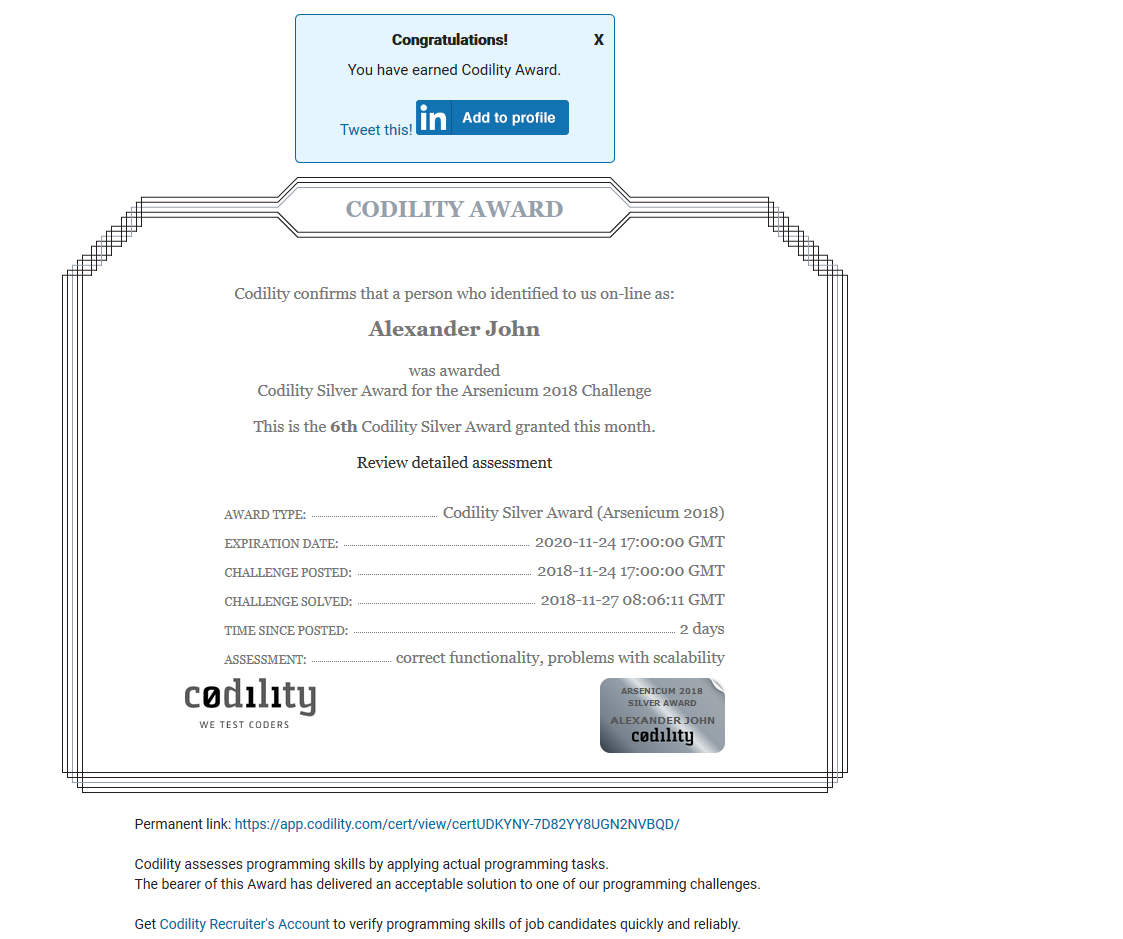 Congratulations!
X
You have earned Codility Award.
Tweet this!
in Add to profile
CODILITY AWARD
Codility confirms that a person who identified to us on-line as:
Alexander John
was awarded
Codility Silver Award for the Arsenicum 2018 Challenge
This is the 6th Codility Silver Award granted this month.
Review detailed assessment
AWARD TYPE: Codility Silver Award (Arsenicum 2018)
EXPIRATION DATE: 2020-11-24 17:00:00 GMT
CHALLENGE POSTED: 2018-11-24 17:00:00 GMT
CHALLENGE SOLVED: 2018-11-27 08:06:11 GMT
TIME SINCE POSTED: 2 days
ASSESSMENT: correct functionality, problems with scalability
codility
WE TEST CODERS
ARSENICUM 2018
SILVER AWARD
ALEXANDER JOHN
codility
Permanent link: https://app.codility.com/cert/view/certUDKYNY-7D82YY8UGN2NVBQD/
Codility assesses programming skills by applying actual programming tasks.
The bearer of this Award has delivered an acceptable solution to one of our programming challenges.
Get Codility Recruiter's Account to verify programming skills of job candidates quickly and reliably.